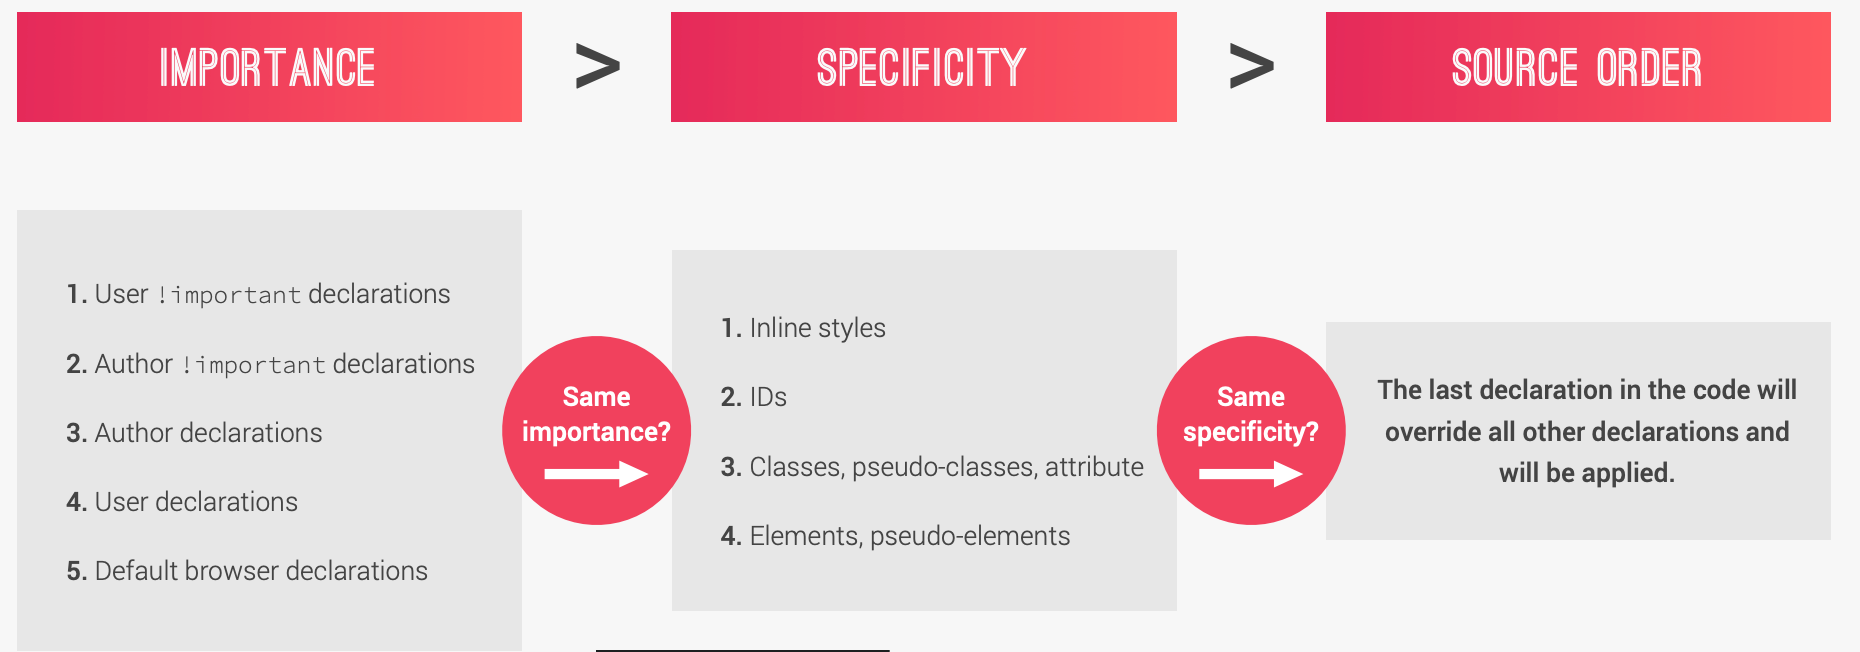 IMPORTANCE
>
SPECIFICITY
>
SOURCE ORDER
1. User !important declarations
2. Author !important declarations
3. Author declarations
4. User declarations
5. Default browser declarations
Same
importance?
1. Inline styles
2. IDs
3. Classes, pseudo-classes, attribute
4. Elements, pseudo-elements
Same
specificity?
The last declaration in the code will
override all other declarations and
will be applied.